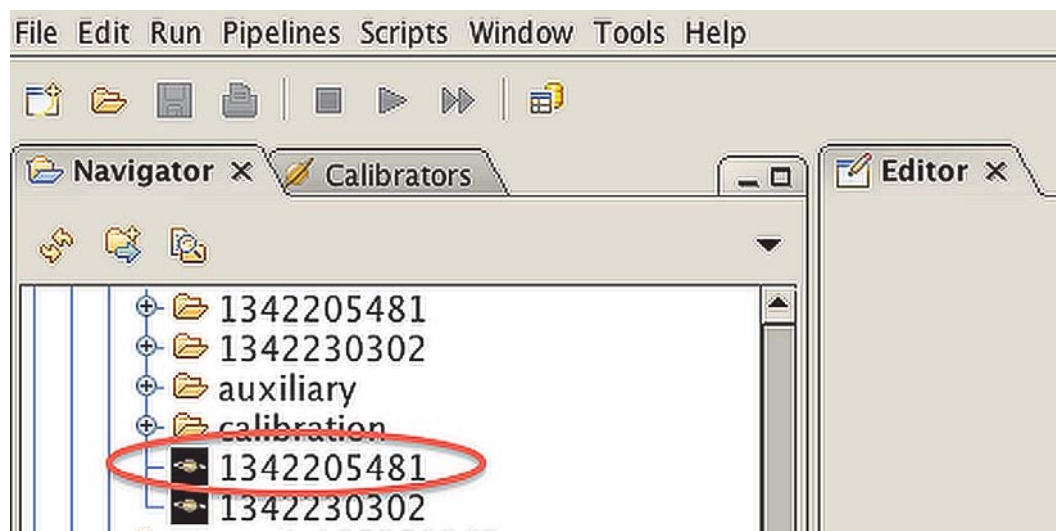 File Edit Run Pipelines Scripts Window Tools Help
Navigator Calibrators Editor
1342205481
1342230302
auxiliary
calibration
1342205481
1342230302